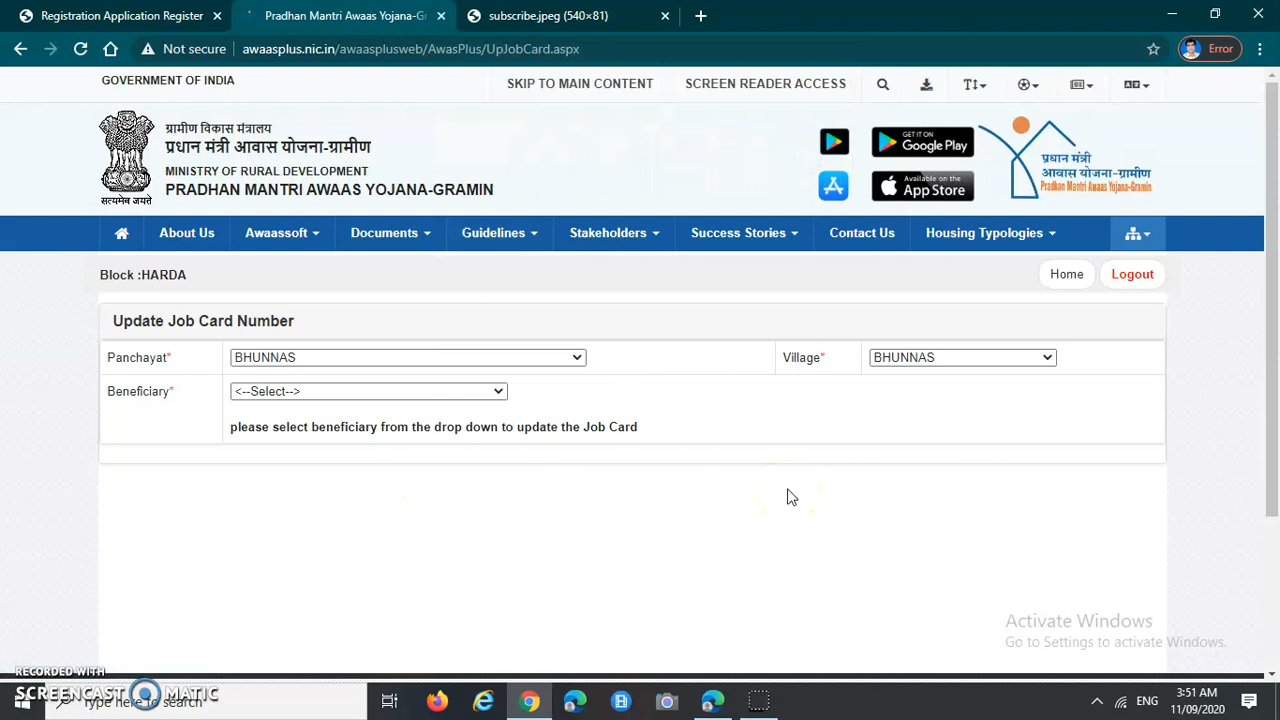 Registration Application Register
Pradhan Mantri Awaas Yojana-G
subscribe.jpeg (540×81)
Not secure
awaasplus.nic.in/awaasplusweb/AwasPlus/UpJobCard.aspx
Error
GOVERNMENT OF INDIA
SKIP TO MAIN CONTENT
SCREEN READER ACCESS
ग्रामीण विकास मंत्रालय
प्रधान मंत्री आवास योजना-ग्रामीण
MINISTRY OF RURAL DEVELOPMENT
PRADHAN MANTRI AWAAS YOJANA-GRAMIN
सत्यमेव जयते
GET IT ON
Google Play
Available on the
App Store
प्रधान मंत्री
आवास योजना-ग्रामीण
Pradhan Mantri Awaas Yojana-Gramin
About Us
Awaassoft
Documents
Guidelines
Stakeholders
Success Stories
Contact Us
Housing Typologies
Block :HARDA
Home
Logout
Update Job Card Number
Panchayat*
BHUNNAS
Village*
BHUNNAS
Beneficiary*
<--Select-->
please select beneficiary from the drop down to update the Job Card
Activate Windows
Go to Settings to activate Windows.
RECORDED WITH
SCREENCAST MATIC
Type here to search
ENG
3:51 AM
11/09/2020